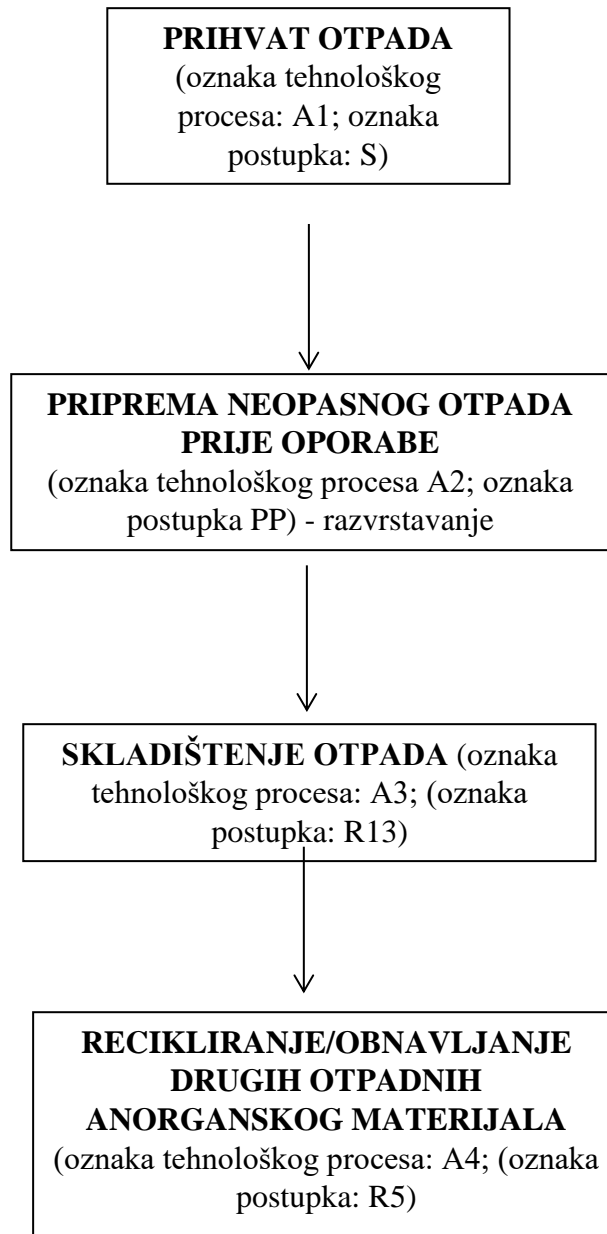 PRIHVAT OTPADA
(oznaka tehnološkog
procesa: A1; oznaka
postupka: S)
PRIPREMA NEOPASNOG OTPADA
PRIJE OPORABE
(oznaka tehnološkog procesa A2; oznaka
postupka PP) - razvrstavanje
SKLADIŠTENJE OTPADA (oznaka
tehnološkog procesa: A3; (oznaka
postupka: R13)
RECIKLIRANJE/OBNAVLJANJE
DRUGIH OTPADNIH
ANORGANSKOG MATERIJALA
(oznaka tehnološkog procesa: A4; (oznaka
postupka: R5)